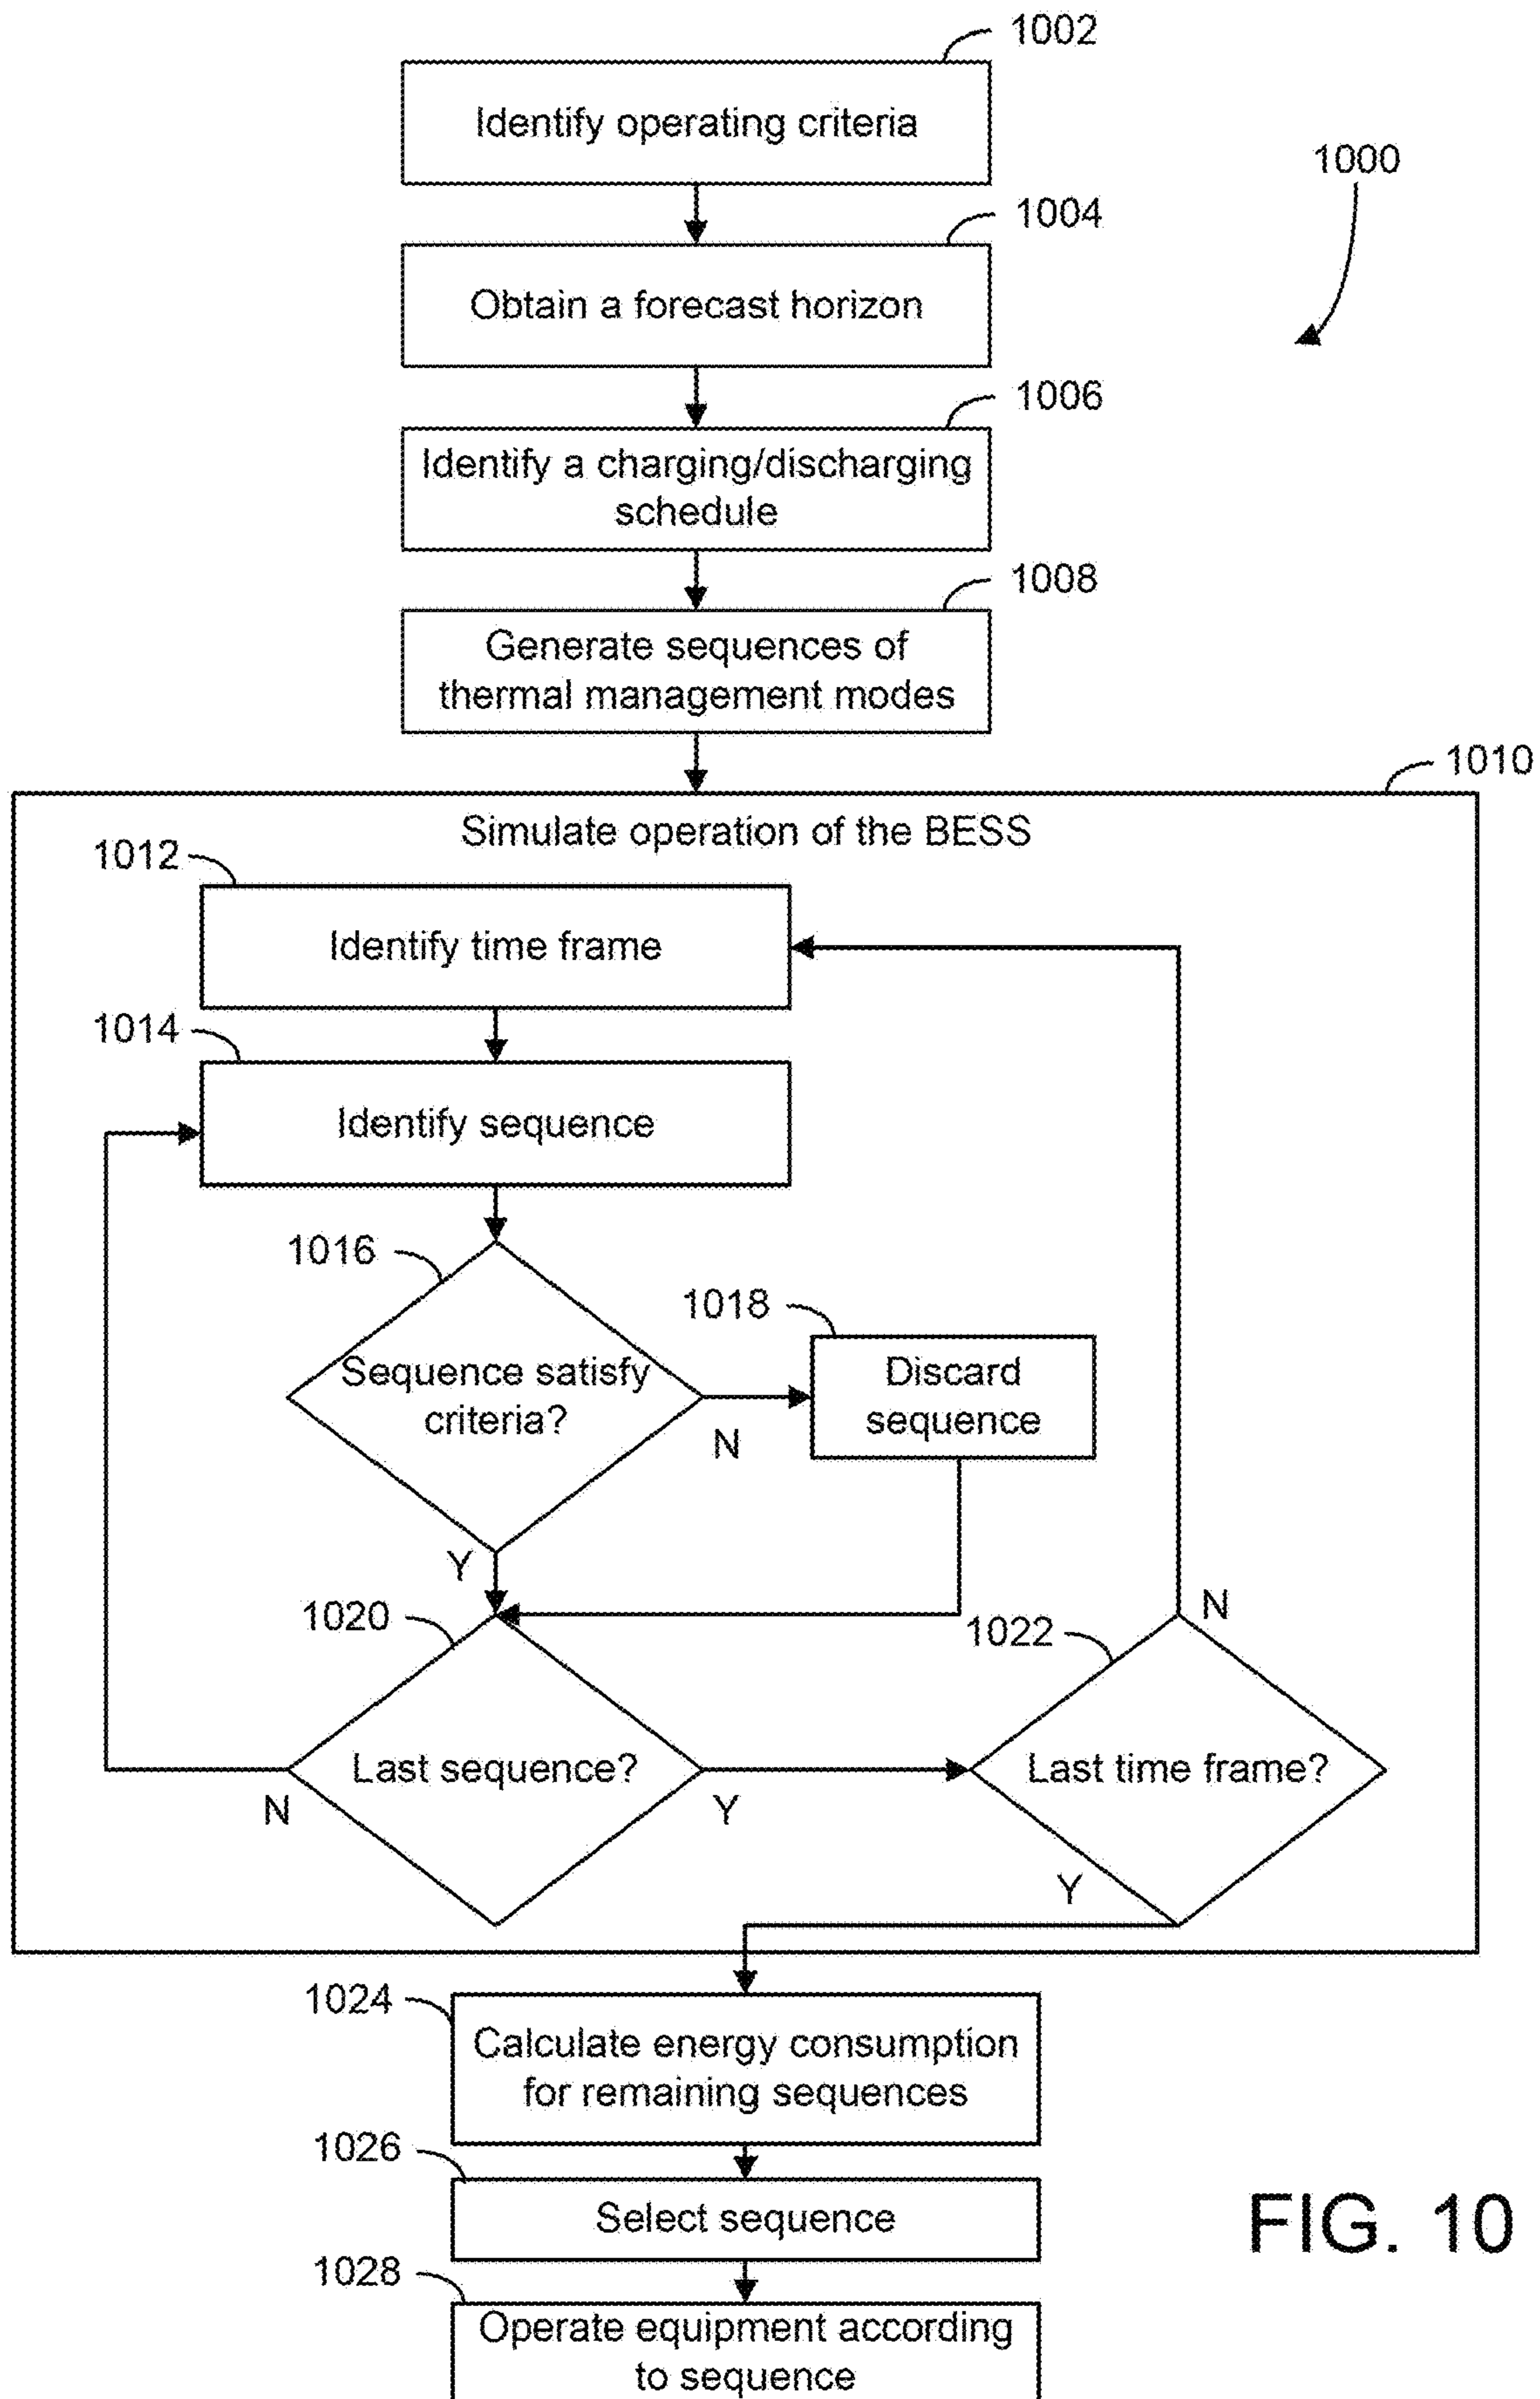 1002
Identify operating criteria
1000
1004
Obtain a forecast horizon
1006
Identify a charging/discharging
schedule
1008
Generate sequences of
thermal management modes
1010
Simulate operation of the BESS
1012
Identify time frame
1014
Identify sequence
1016
1018
Sequence satisfy
criteria?
Discard
sequence
N
Y
1020
N
1022
Last sequence?
Last time frame?
N
Y
Y
1024
Calculate energy consumption
for remaining sequences
1026
Select sequence
FIG. 10
1028
Operate equipment according
to sequence